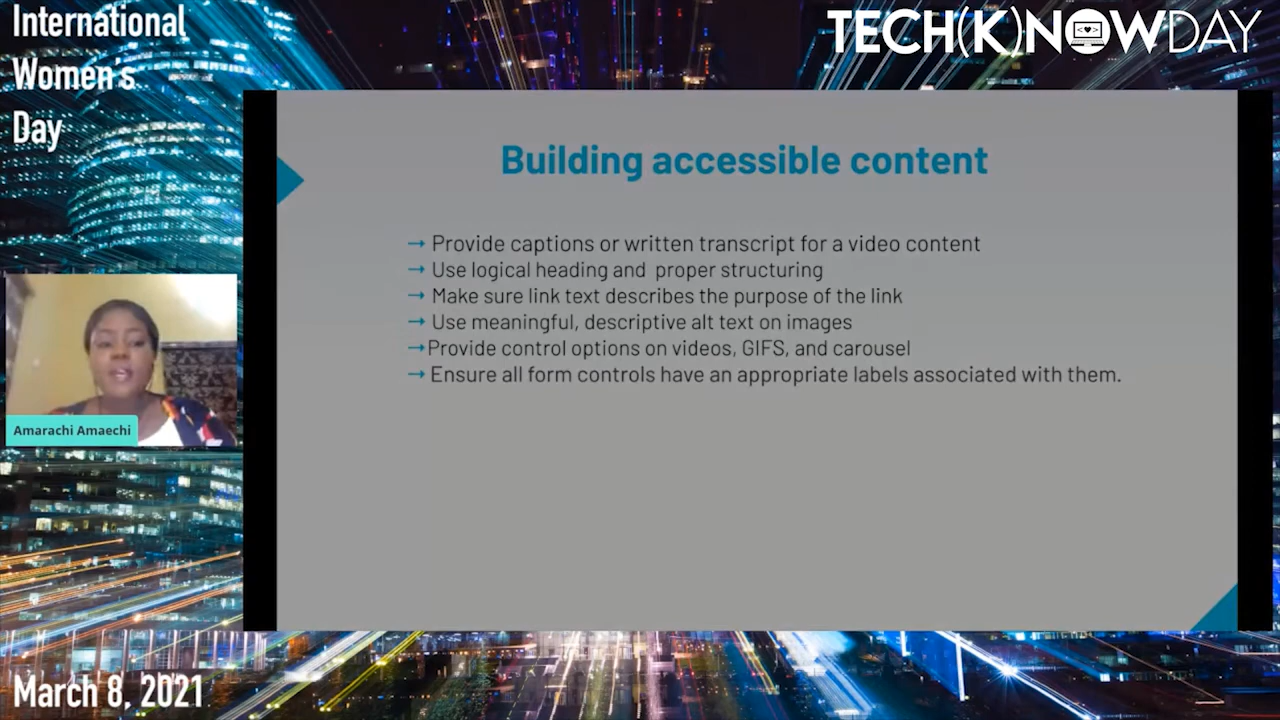 International
Women's
Day
TECH(K)NOWDAY
Building accessible content
→ Provide captions or written transcript for a video content
→ Use logical heading and proper structuring
→ Make sure link text describes the purpose of the link
→ Use meaningful, descriptive alt text on images
→Provide control options on videos, GIFS, and carousel
→ Ensure all form controls have an appropriate labels associated with them.
Amarachi Amaechi
March 8, 2021